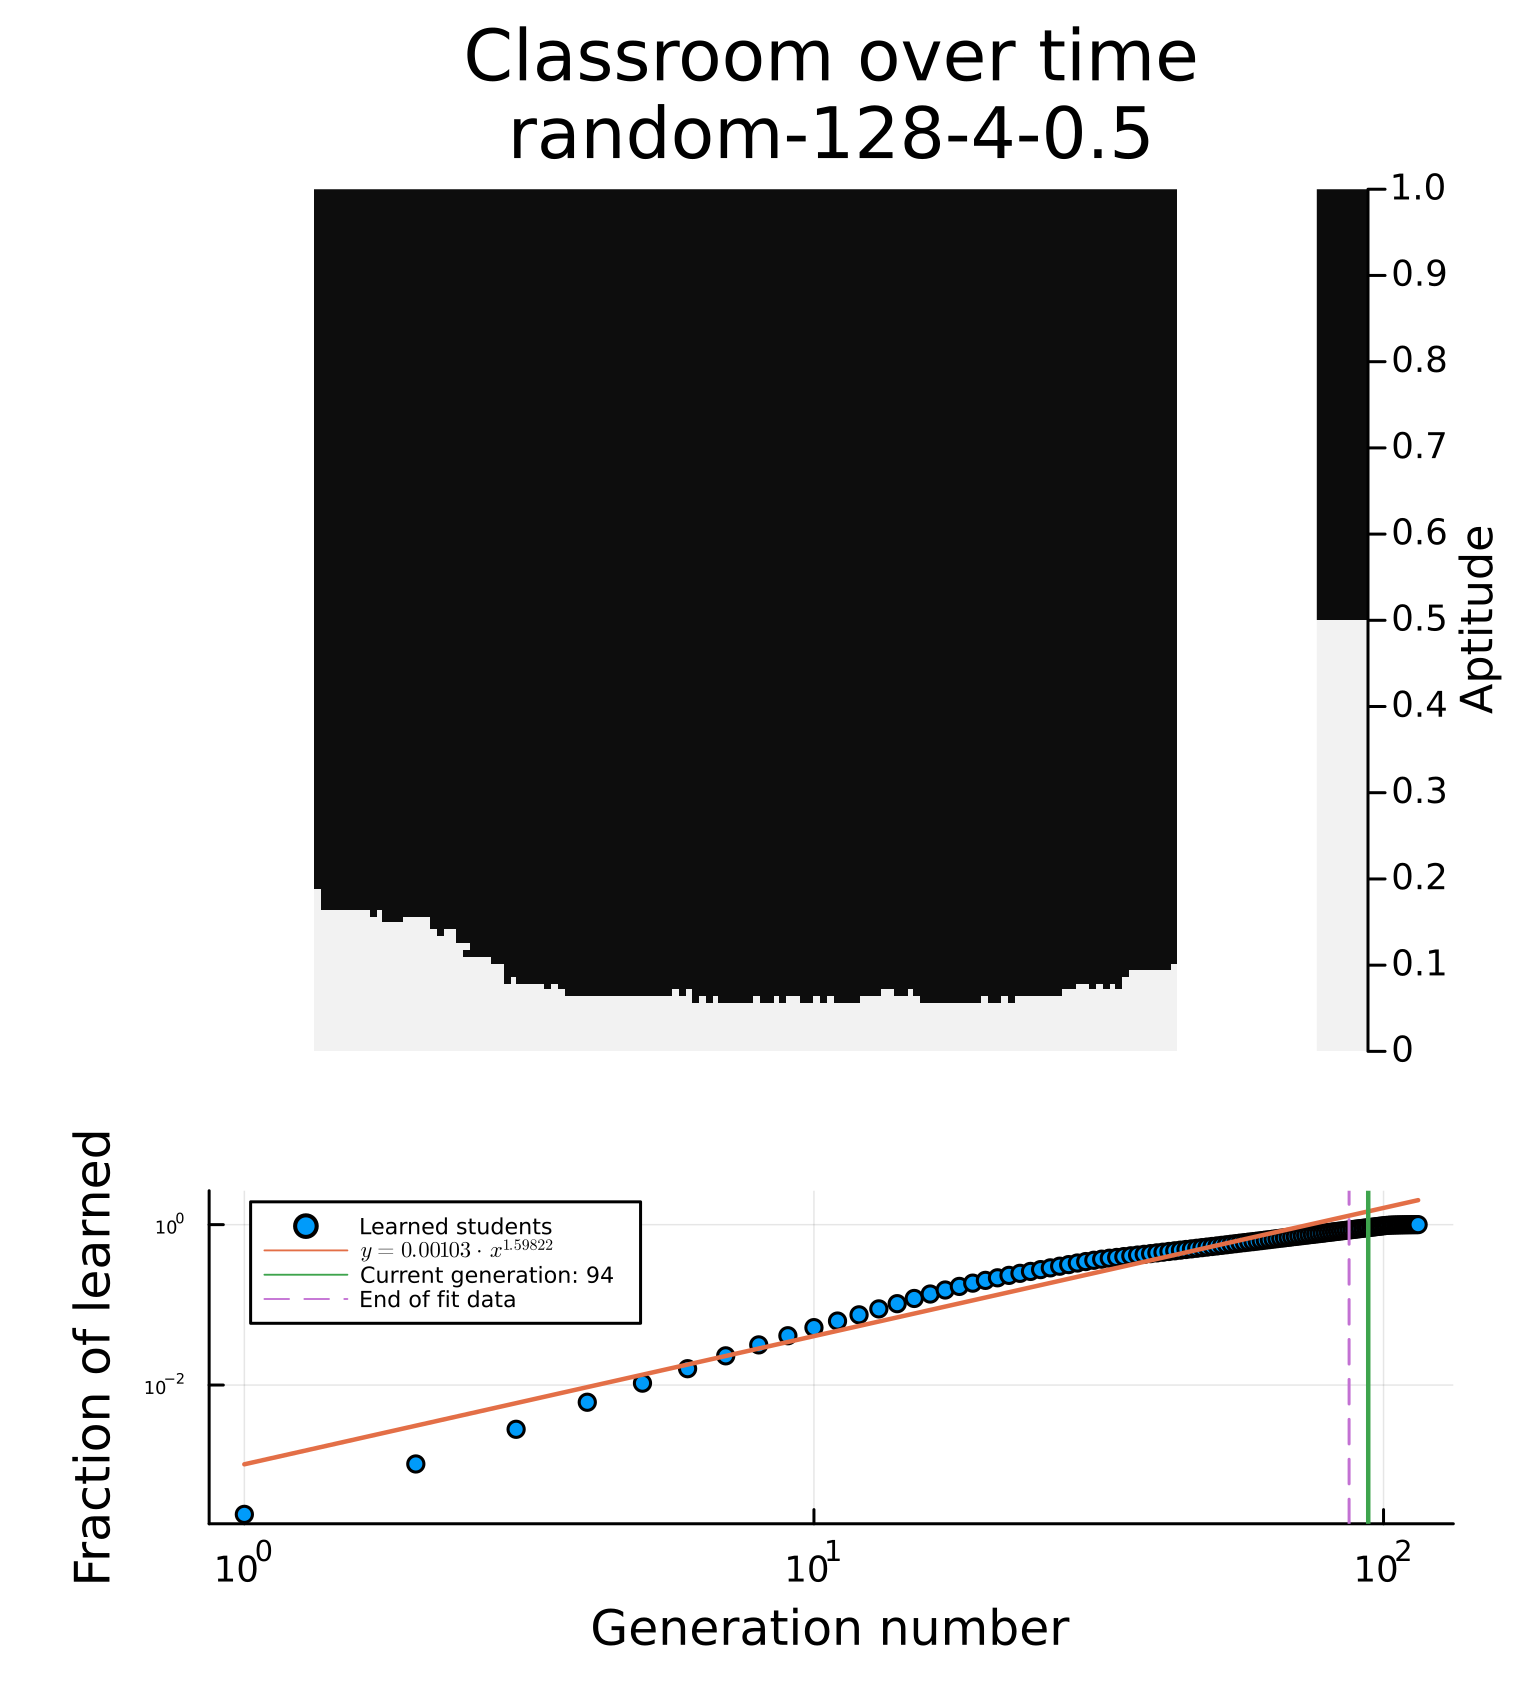 Classroom over time
random-128-4-0.5
1.0
0.9
0.8
0.7
0.6
0.5
0.4
0.3
0.2
0.1
0
Aptitude
Fraction of learned
10⁰
10⁻²
Learned students
y = 0.00103 · x^1.59822
Current generation: 94
End of fit data
10⁰
10¹
10²
Generation number